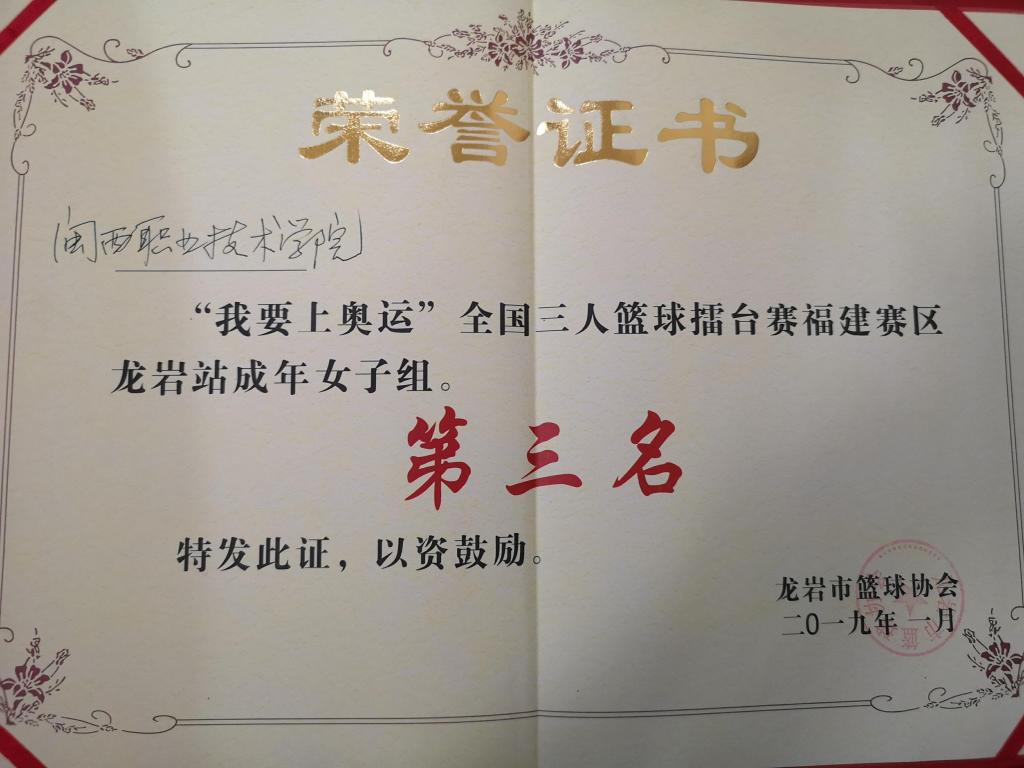 荣誉证书
闽西职业技术学院
“我要上奥运”全国三人篮球擂台赛福建赛区
龙岩站成年女子组。
第三名
特发此证，以资鼓励。
龙岩市篮球协会
二0一九年一月